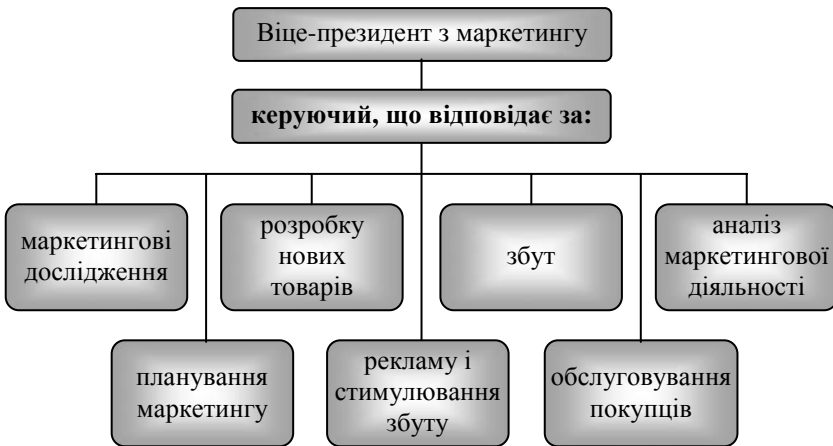 Віце-президент з маркетингу
керуючий, що відповідає за:
маркетингові
дослідження
розробку
нових
товарів
збут
аналіз
маркетингової
діяльності
планування
маркетингу
рекламу і
стимулювання
збуту
обслуговування
покупців